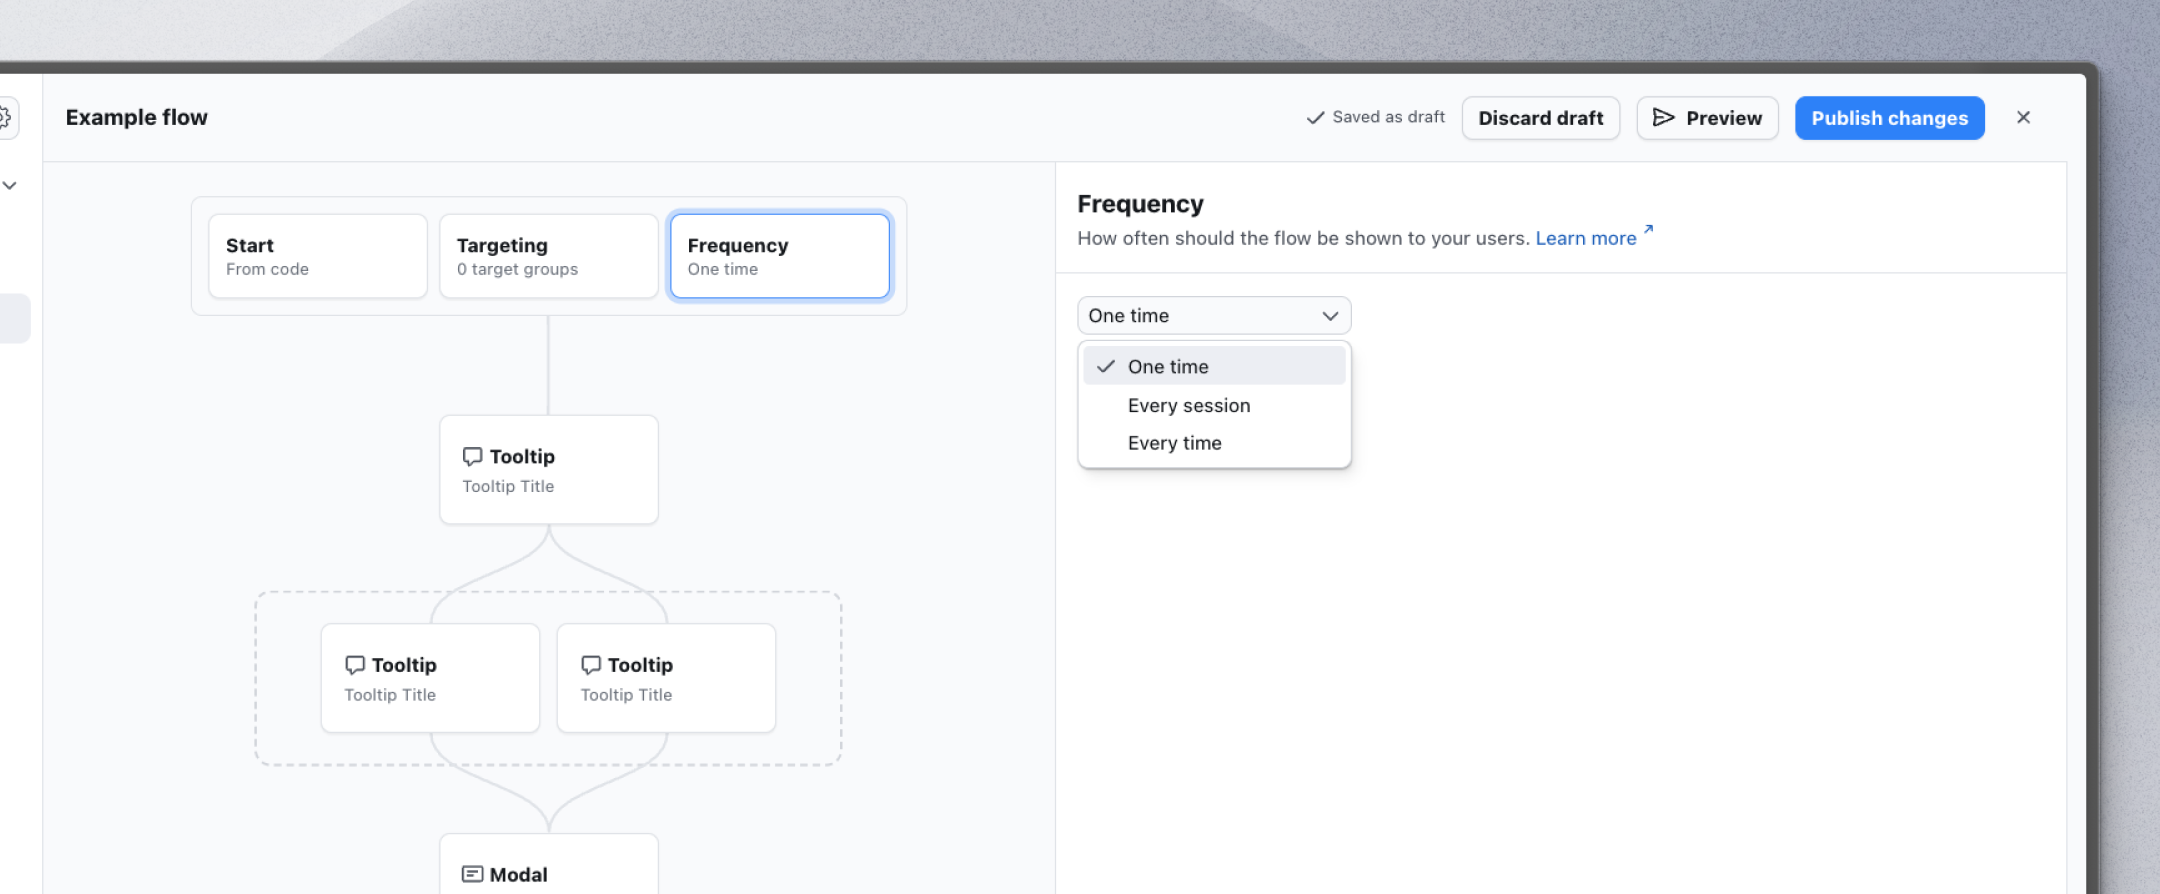 Example flow
Saved as draft
Discard draft
Preview
Publish changes
Start
From code
Targeting
0 target groups
Frequency
One time
Tooltip
Tooltip Title
Tooltip
Tooltip Title
Tooltip
Tooltip Title
Modal
Frequency
How often should the flow be shown to your users. Learn more
One time
One time
Every session
Every time